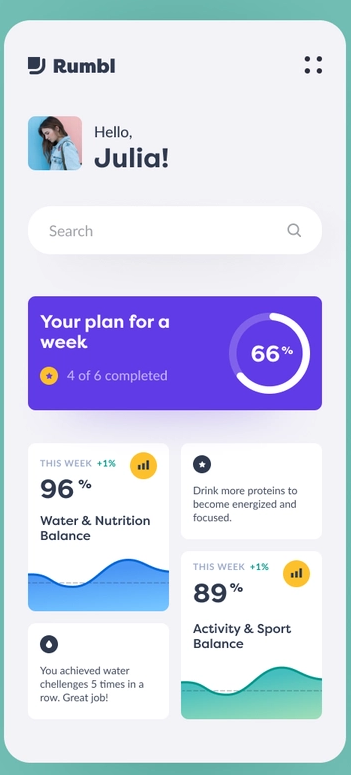 Rumbl
Hello,
Julia!
Search
Your plan for a
week
4 of 6 completed
66%
THIS WEEK +1%
96 %
Water & Nutrition
Balance
Drink more proteins to
become energized and
focused.
THIS WEEK +1%
89 %
Activity & Sport
Balance
You achieved water
chellenges 5 times in a
row. Great job!